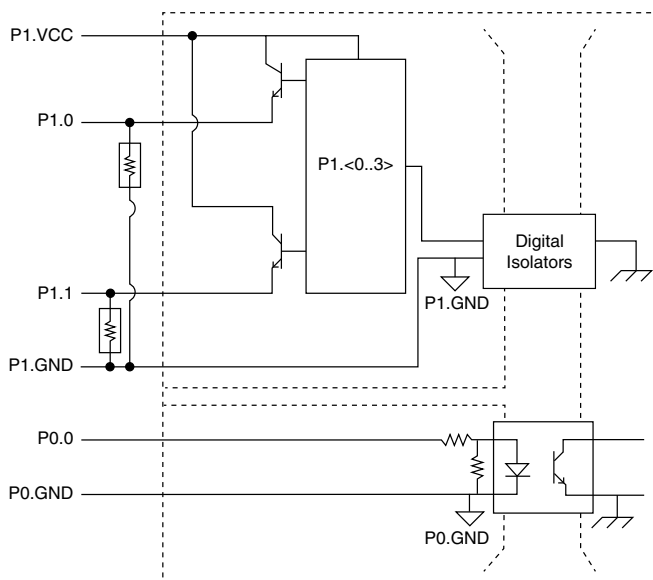 P1.VCC
P1.0
P1.<0..3>
Digital
Isolators
P1.1
P1.GND
P1.GND
P0.0
P0.GND
P0.GND